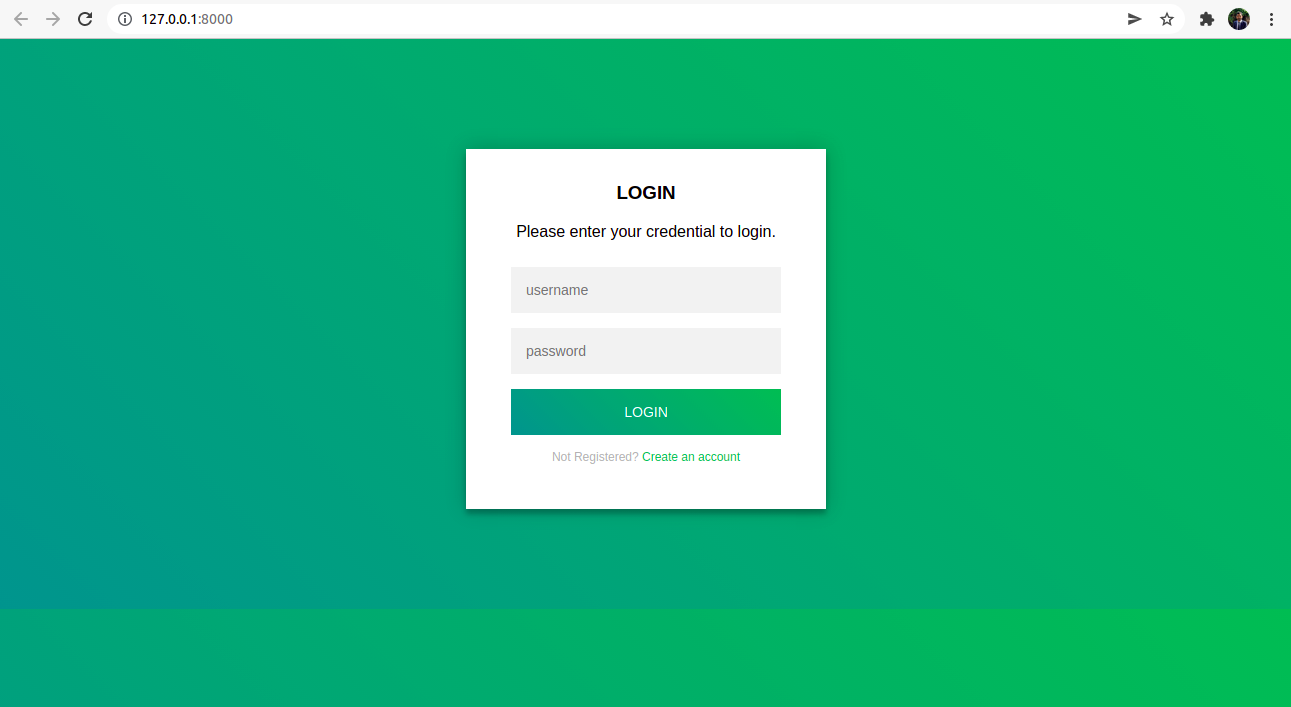 127.0.0.1:8000
LOGIN
Please enter your credential to login.
username
password
LOGIN
Not Registered? Create an account